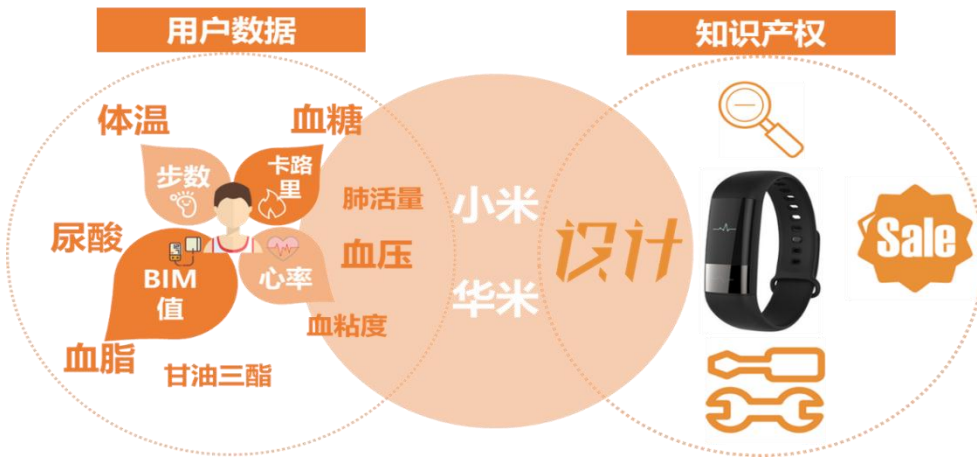 用户数据
知识产权
体温
血糖
步数
卡路
里
肺活量
小米
尿酸
设计
Sale
血压
BIM
值
心率
华米
血粘度
血脂
甘油三酯